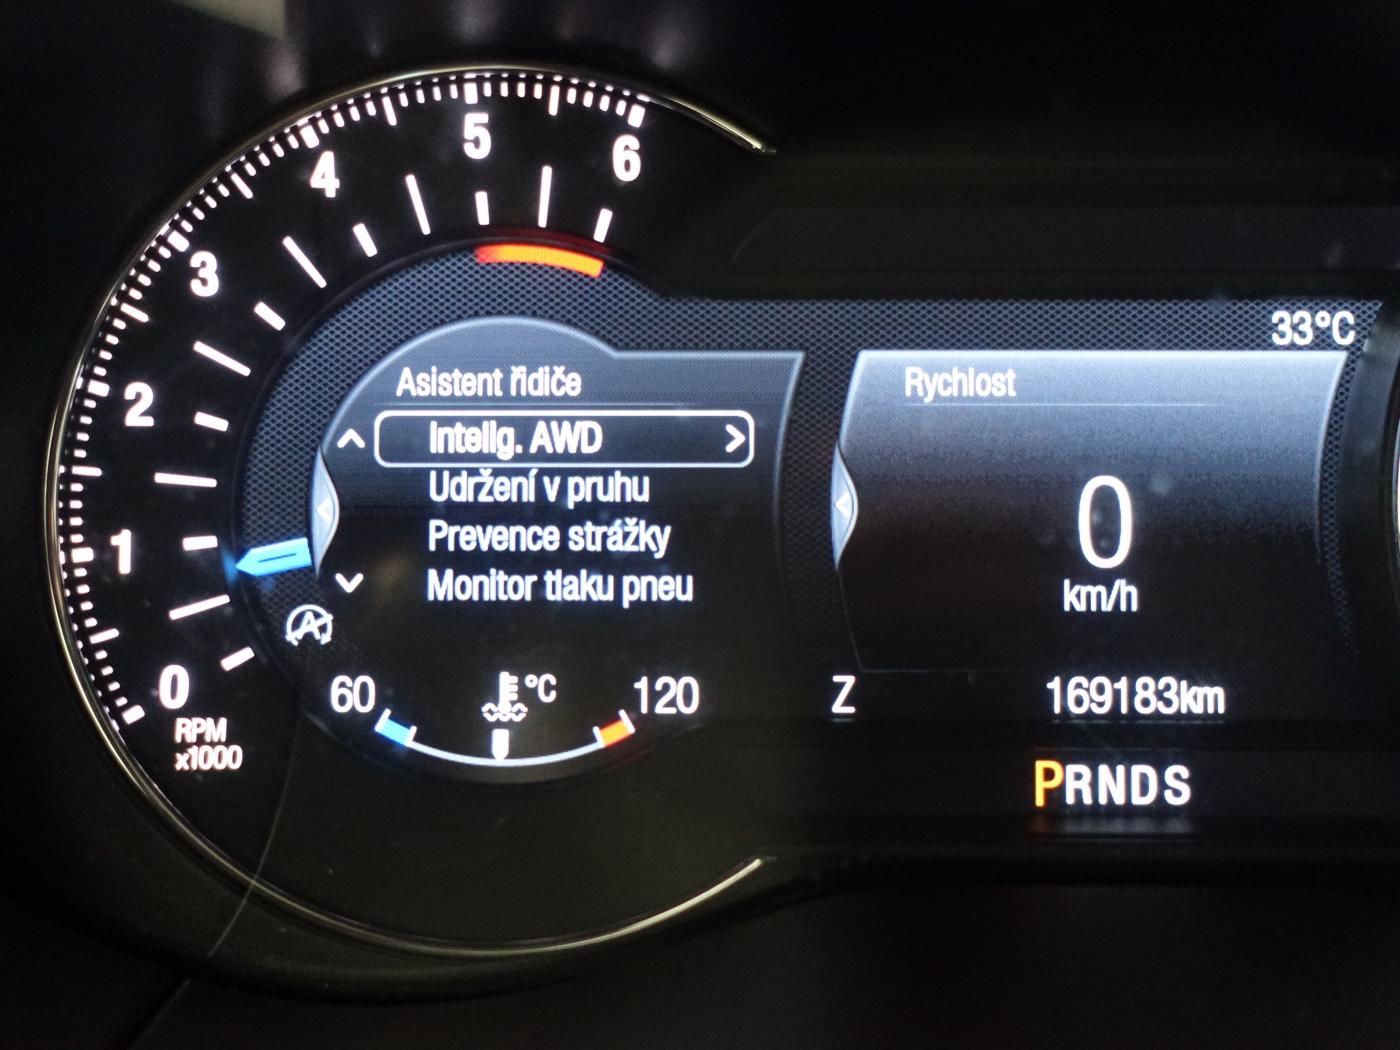 6
5
4
3
2
1
0
RPM
x1000
33°C
Asistent řidiče
Intelig. AWD
Udržení v pruhu
Prevence strážky
Monitor tlaku pneu
A
60 °C 120
Rychlost
0
km/h
Z 169183km
PRNDS